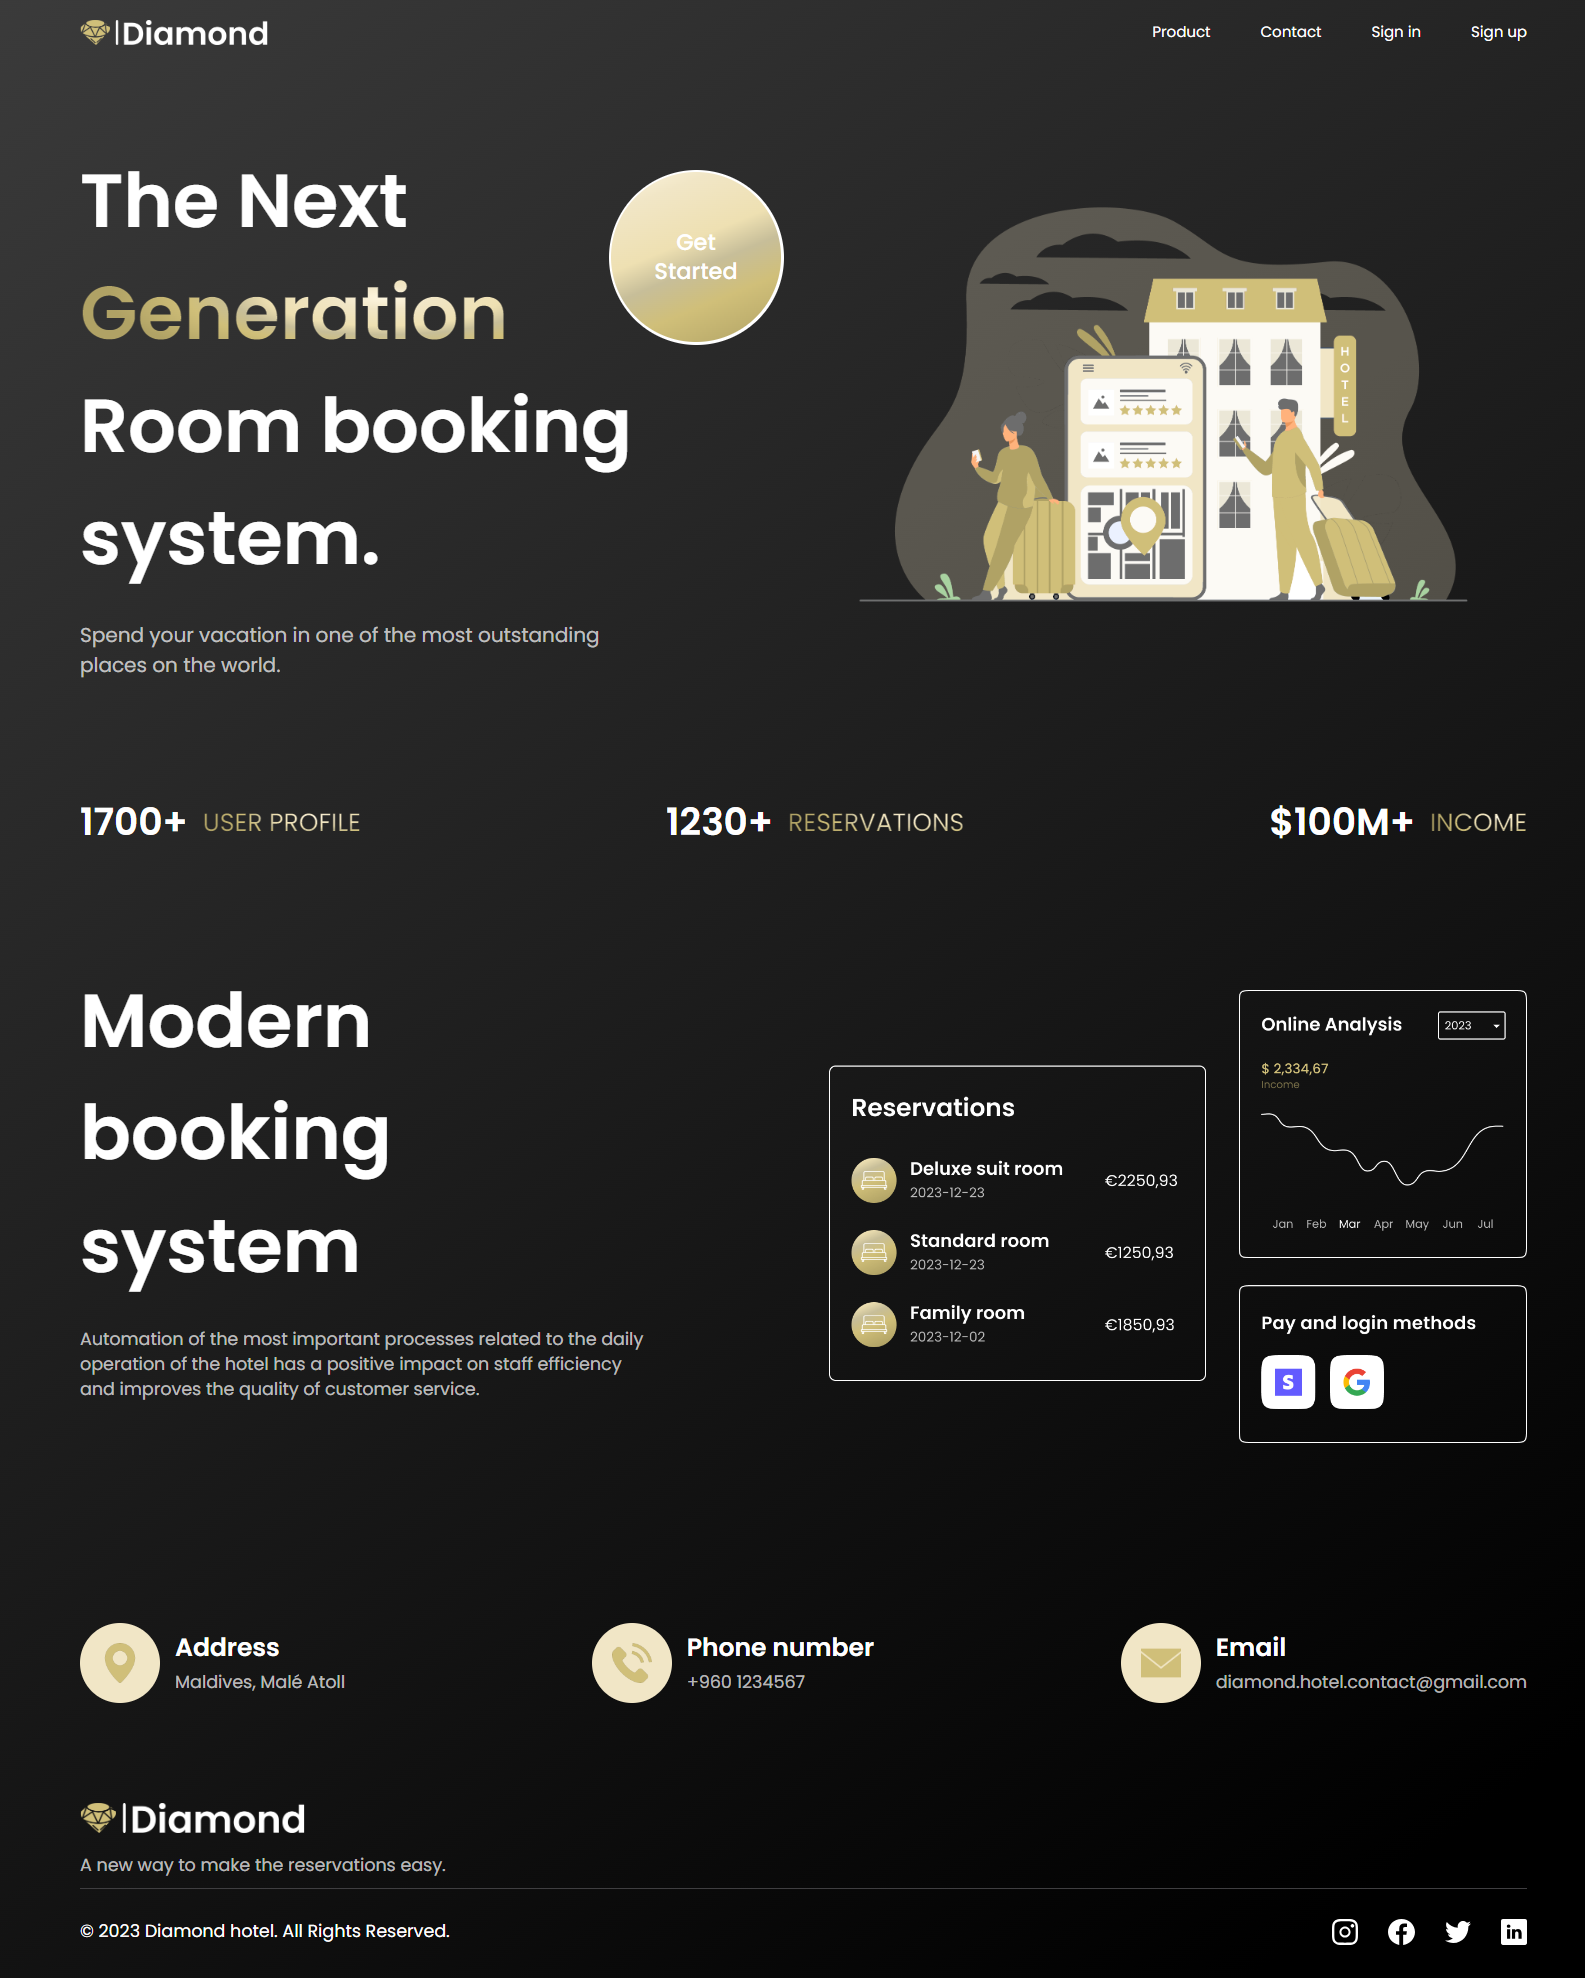 Diamond
Product Contact Sign in Sign up
The Next
Generation
Room booking
system.
Get
Started
HOTEL
Spend your vacation in one of the most outstanding
places on the world.
1700+ USER PROFILE
1230+ RESERVATIONS
$100M+ INCOME
Modern
booking
system
Automation of the most important processes related to the daily
operation of the hotel has a positive impact on staff efficiency
and improves the quality of customer service.
Reservations
Deluxe suit room
2023-12-23
€2250,93
Standard room
2023-12-23
€1250,93
Family room
2023-12-02
€1850,93
Online Analysis 2023
$ 2,334,67
Income
Jan Feb Mar Apr May Jun Jul
Pay and login methods
S G
Address
Maldives, Malé Atoll
Phone number
+960 1234567
Email
diamond.hotel.contact@gmail.com
Diamond
A new way to make the reservations easy.
© 2023 Diamond hotel. All Rights Reserved.
in